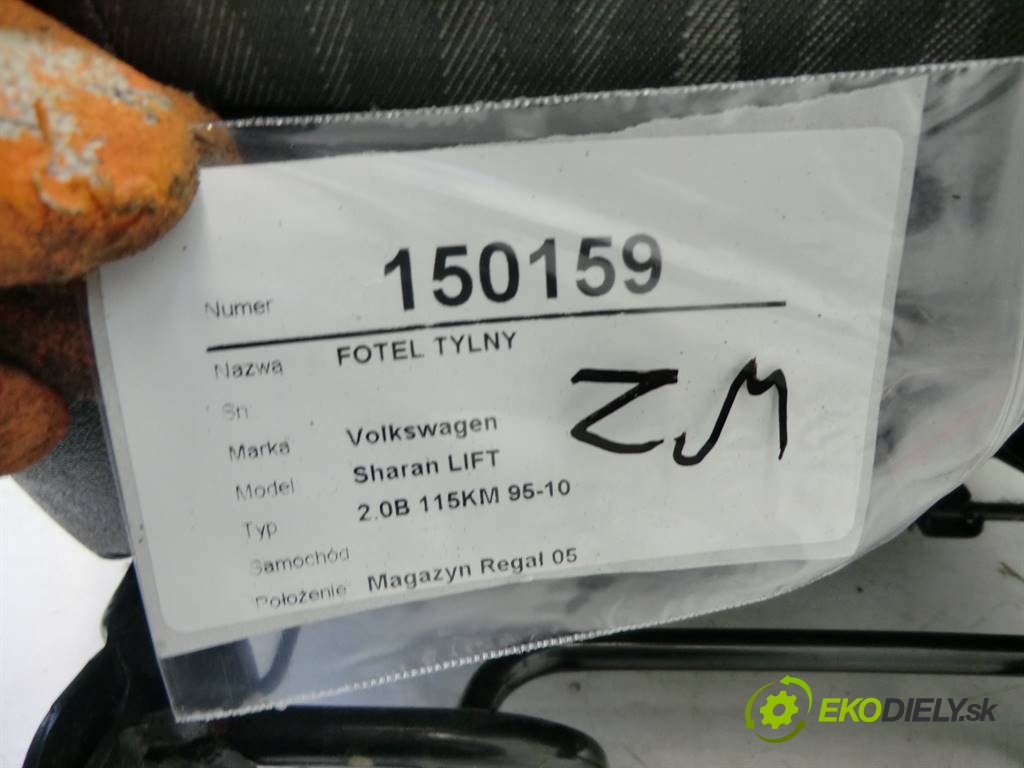 Numer 150159
Nazwa FOTEL TYLNY
Sn
Marka Volkswagen
Model Sharan LIFT
Typ 2.0B 115KM 95-10
Samochód
Położenie Magazyn Regał 05
EKODIELY.sk